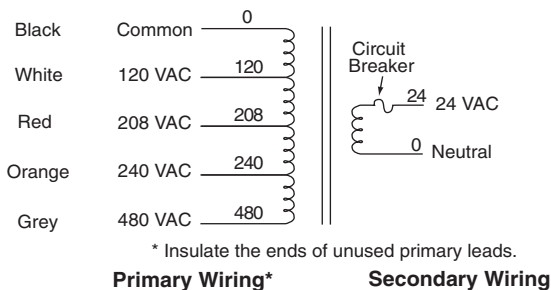 Black Common 0
White 120 VAC 120
Red 208 VAC 208
Orange 240 VAC 240
Grey 480 VAC 480
Circuit
Breaker
24 24 VAC
0 Neutral
* Insulate the ends of unused primary leads.
Primary Wiring* Secondary Wiring